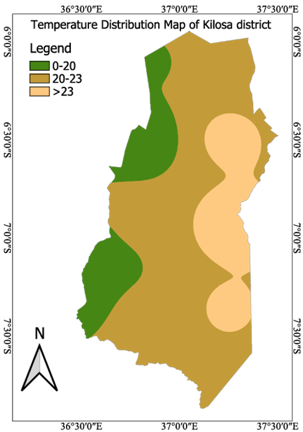 Temperature Distribution Map of Kilosa district
36°30'0"E 37°0'0"E 37°30'0"E
Legend
0-20
20-23
>23
6°0'0"S 6°0'0"S
6°30'0"S 6°30'0"S
7°0'0"S 7°0'0"S
7°30'0"S 7°30'0"S
N
36°30'0"E 37°0'0"E 37°30'0"E